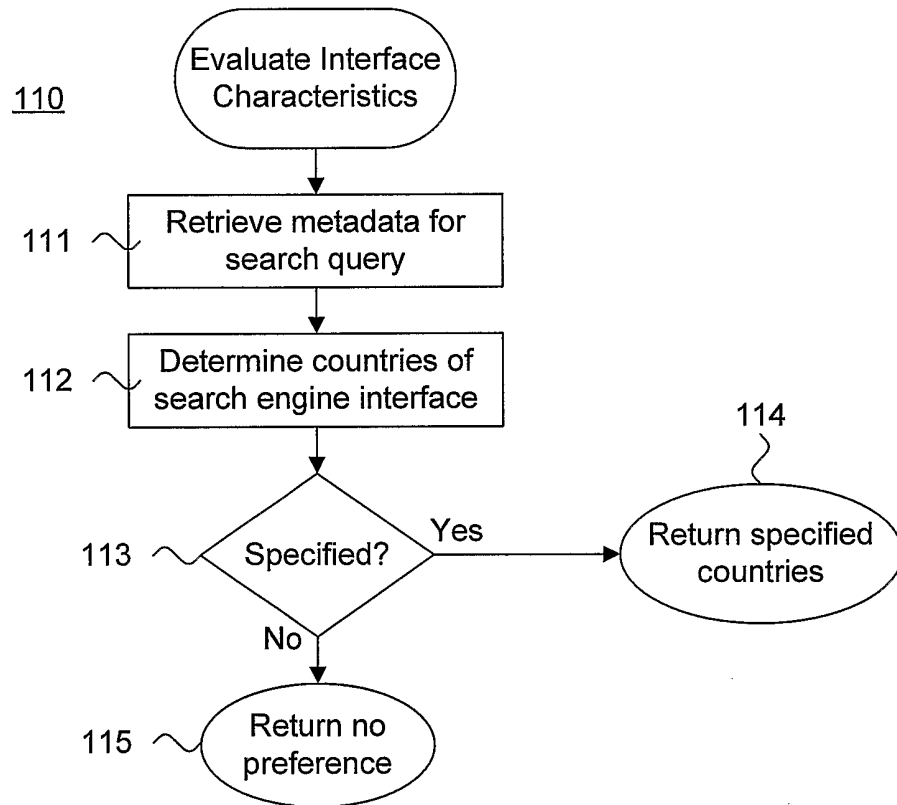 Evaluate Interface
Characteristics
110
111
Retrieve metadata for
search query
112
Determine countries of
search engine interface
114
113
Specified?
Yes
Return specified
countries
No
115
Return no
preference